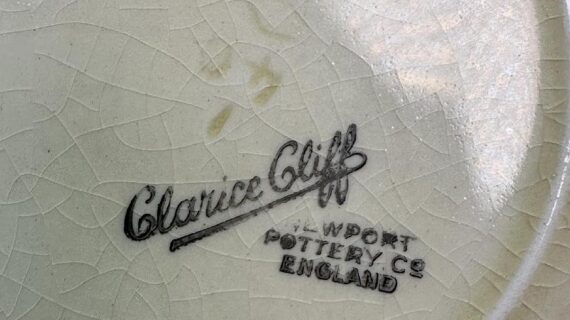 Clarice Cliff
NEWPORT
POTTERY Co
ENGLAND